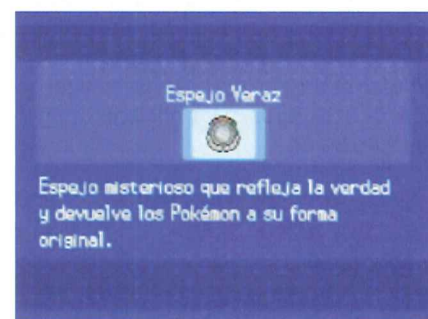 Espejo Veraz
Espejo misterioso que refleja la verdad
y devuelve los Pokémon a su forma
original.